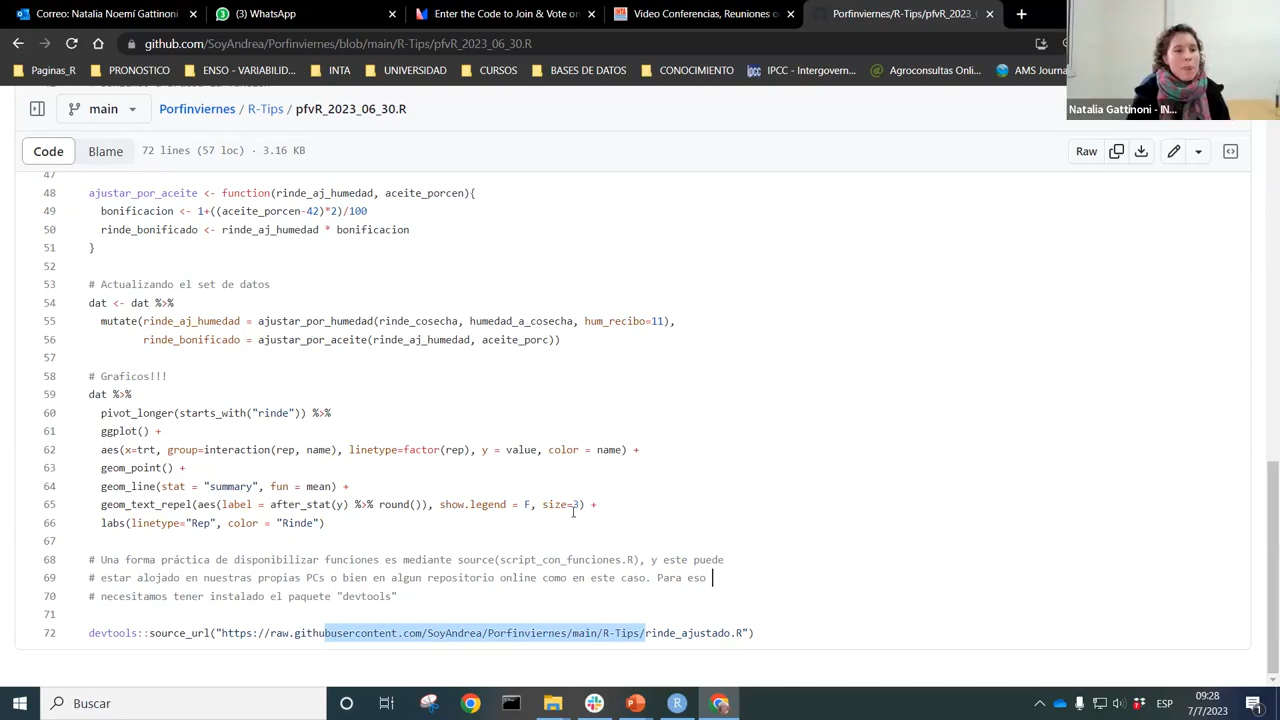 Correo: Natalia Noemí Gattinoni
(3) WhatsApp
Enter the Code to Join & Vote on
Video Conferencias, Reuniones o
Porfinviernes/R-Tips/pfvR_2023_0
github.com/SoyAndrea/Porfinviernes/blob/main/R-Tips/pfvR_2023_06_30.R
Paginas_R
PRONOSTICO
ENSO - VARIABILID...
INTA
UNIVERSIDAD
CURSOS
BASES DE DATOS
CONOCIMIENTO
ipcc IPCC - Intergovern...
Agroconsultas Onli...
AMS Journa
Natalia Gattinoni - IN...
main
Porfinviernes / R-Tips / pfvR_2023_06_30.R
Code Blame 72 lines (57 loc) · 3.16 KB Raw
47
48 ajustar_por_aceite <- function(rinde_aj_humedad, aceite_porcen){
49 bonificacion <- 1+((aceite_porcen-42)*2)/100
50 rinde_bonificado <- rinde_aj_humedad * bonificacion
51 }
52
53 # Actualizando el set de datos
54 dat <- dat %>%
55 mutate(rinde_aj_humedad = ajustar_por_humedad(rinde_cosecha, humedad_a_cosecha, hum_recibo=11),
56 rinde_bonificado = ajustar_por_aceite(rinde_aj_humedad, aceite_porc))
57
58 # Graficos!!!
59 dat %>%
60 pivot_longer(starts_with("rinde")) %>%
61 ggplot() +
62 aes(x=trt, group=interaction(rep, name), linetype=factor(rep), y = value, color = name) +
63 geom_point() +
64 geom_line(stat = "summary", fun = mean) +
65 geom_text_repel(aes(label = after_stat(y) %>% round()), show.legend = F, size=3) +
66 labs(linetype="Rep", color = "Rinde")
67
68 # Una forma práctica de disponibilizar funciones es mediante source(script_con_funciones.R), y este puede
69 # estar alojado en nuestras propias PCs o bien en algun repositorio online como en este caso. Para eso
70 # necesitamos tener instalado el paquete "devtools"
71
72 devtools::source_url("https://raw.githubusercontent.com/SoyAndrea/Porfinviernes/main/R-Tips/rinde_ajustado.R")
Buscar
ESP
09:28
7/7/2023